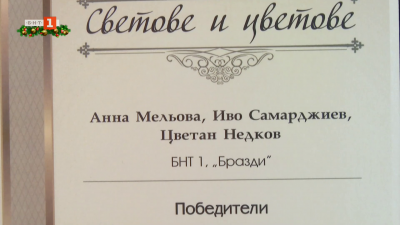 БНТ 1
Светове и цветове
Анна Мельова, Иво Самарджиев,
Цветан Недков
БНТ 1, „Бразди"
Победители